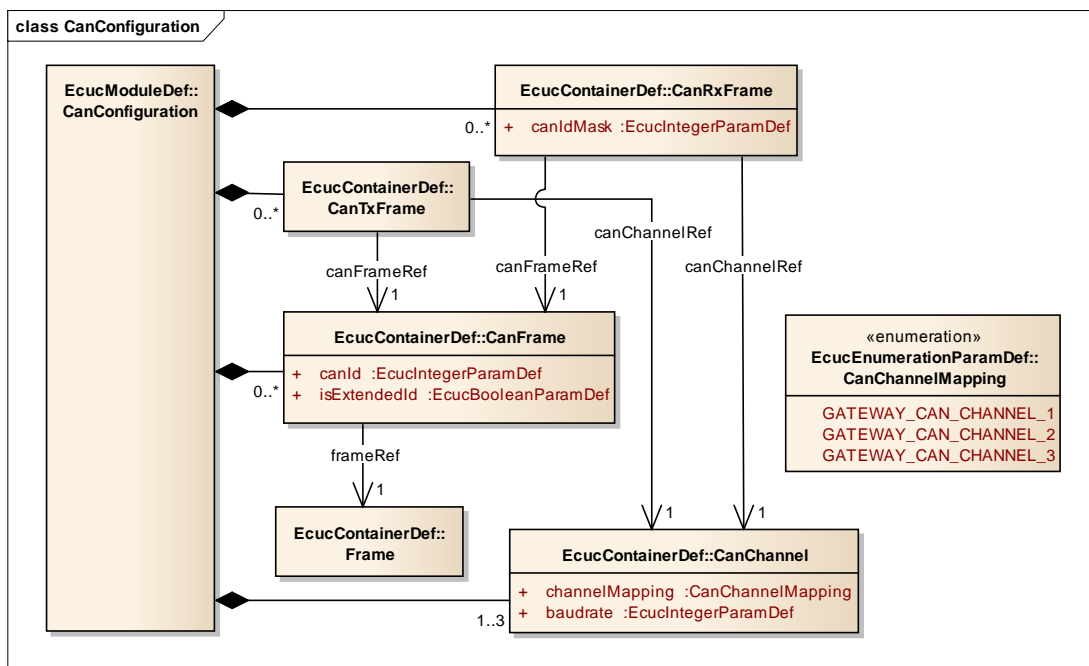 class CanConfiguration
EcucModuleDef::
CanConfiguration
EcucContainerDef::CanRxFrame
+ canIdMask :EcucIntegerParamDef
0..*
EcucContainerDef::
CanTxFrame
0..*
canChannelRef
canFrameRef
canFrameRef
canChannelRef
1
1
EcucContainerDef::CanFrame
+ canId :EcucIntegerParamDef
+ isExtendedId :EcucBooleanParamDef
0..*
«enumeration»
EcucEnumerationParamDef::
CanChannelMapping
GATEWAY_CAN_CHANNEL_1
GATEWAY_CAN_CHANNEL_2
GATEWAY_CAN_CHANNEL_3
frameRef
1
EcucContainerDef::
Frame
1
1
EcucContainerDef::CanChannel
+ channelMapping :CanChannelMapping
+ baudrate :EcucIntegerParamDef
1..3